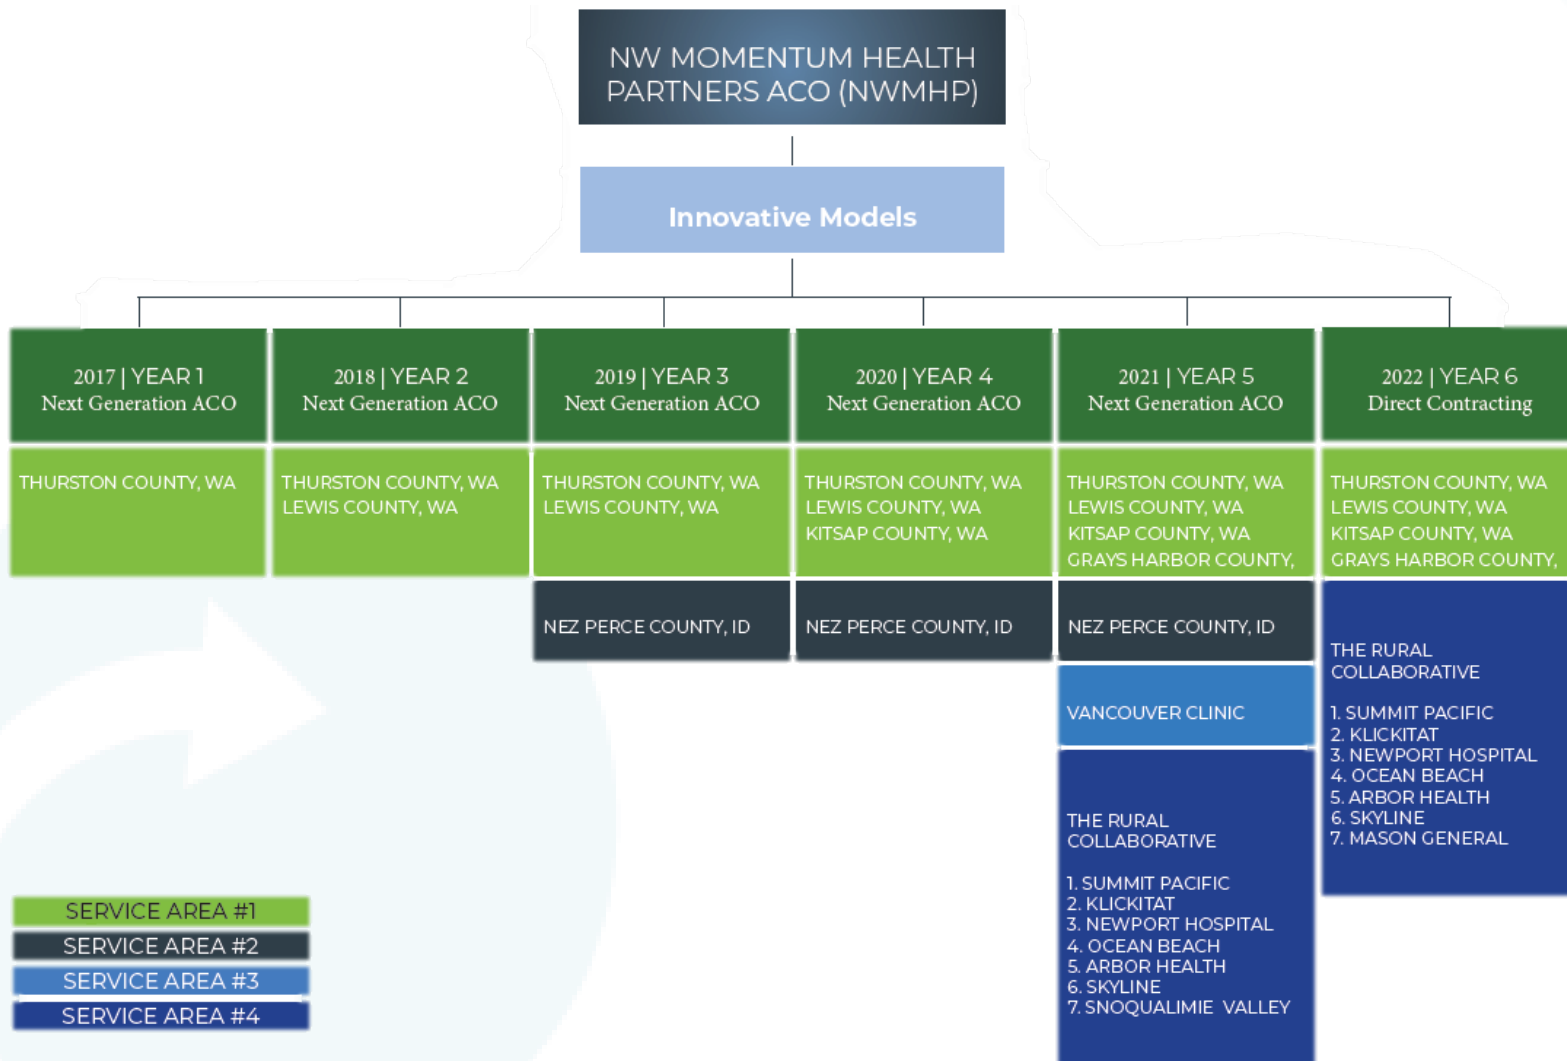 NW MOMENTUM HEALTH
PARTNERS ACO (NWMHP)
Innovative Models
2017 | YEAR 1
Next Generation ACO
THURSTON COUNTY, WA
2018 | YEAR 2
Next Generation ACO
THURSTON COUNTY, WA
LEWIS COUNTY, WA
2019 | YEAR 3
Next Generation ACO
THURSTON COUNTY, WA
LEWIS COUNTY, WA
NEZ PERCE COUNTY, ID
2020 | YEAR 4
Next Generation ACO
THURSTON COUNTY, WA
LEWIS COUNTY, WA
KITSAP COUNTY, WA
NEZ PERCE COUNTY, ID
2021 | YEAR 5
Next Generation ACO
THURSTON COUNTY, WA
LEWIS COUNTY, WA
KITSAP COUNTY, WA
GRAYS HARBOR COUNTY,
NEZ PERCE COUNTY, ID
VANCOUVER CLINIC
THE RURAL
COLLABORATIVE
1. SUMMIT PACIFIC
2. KLICKITAT
3. NEWPORT HOSPITAL
4. OCEAN BEACH
5. ARBOR HEALTH
6. SKYLINE
7. SNOQUALIMIE VALLEY
2022 | YEAR 6
Direct Contracting
THURSTON COUNTY, WA
LEWIS COUNTY, WA
KITSAP COUNTY, WA
GRAYS HARBOR COUNTY,
THE RURAL
COLLABORATIVE
1. SUMMIT PACIFIC
2. KLICKITAT
3. NEWPORT HOSPITAL
4. OCEAN BEACH
5. ARBOR HEALTH
6. SKYLINE
7. MASON GENERAL
SERVICE AREA #1
SERVICE AREA #2
SERVICE AREA #3
SERVICE AREA #4